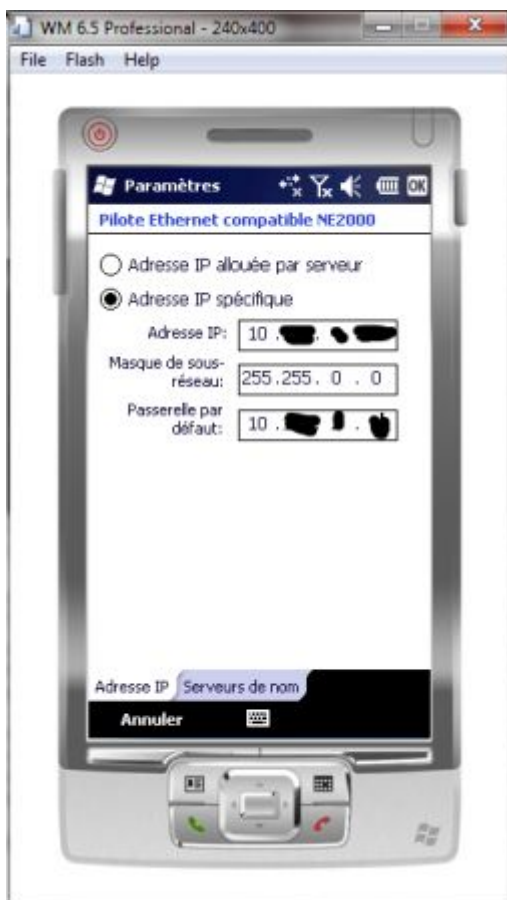 WM 6.5 Professional - 240x400
File Flash Help
Paramètres OK
Pilote Ethernet compatible NE2000
Adresse IP allouée par serveur
Adresse IP spécifique
Adresse IP: 10 . .
Masque de sous-
réseau: 255.255. 0 . 0
Passerelle par
défaut: 10 . .
Adresse IP Serveurs de nom
Annuler